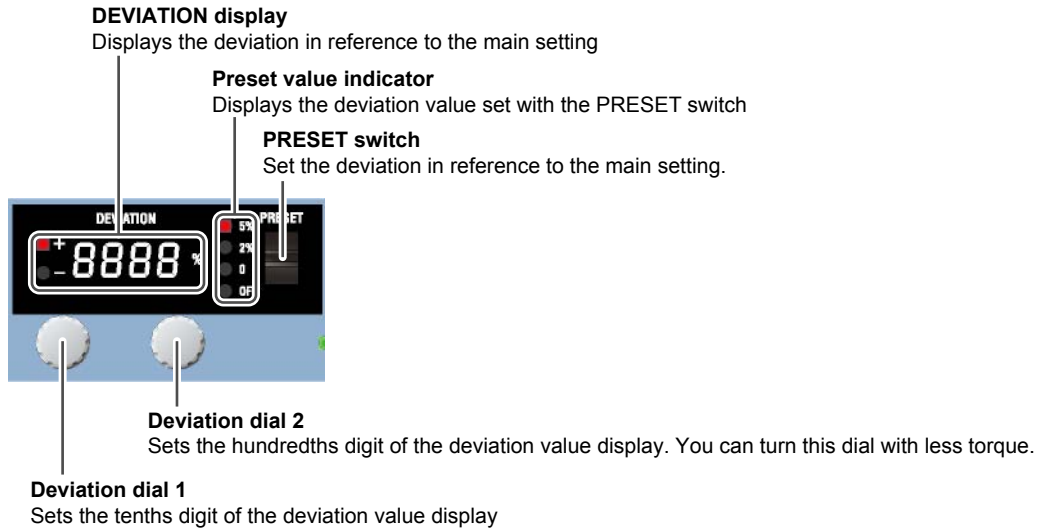 DEVIATION display
Displays the deviation in reference to the main setting
Preset value indicator
Displays the deviation value set with the PRESET switch
PRESET switch
Set the deviation in reference to the main setting.
DEVIATION
PRESET
5%
+
8888 %
2%
−
0
OFF
Deviation dial 2
Sets the hundredths digit of the deviation value display. You can turn this dial with less torque.
Deviation dial 1
Sets the tenths digit of the deviation value display